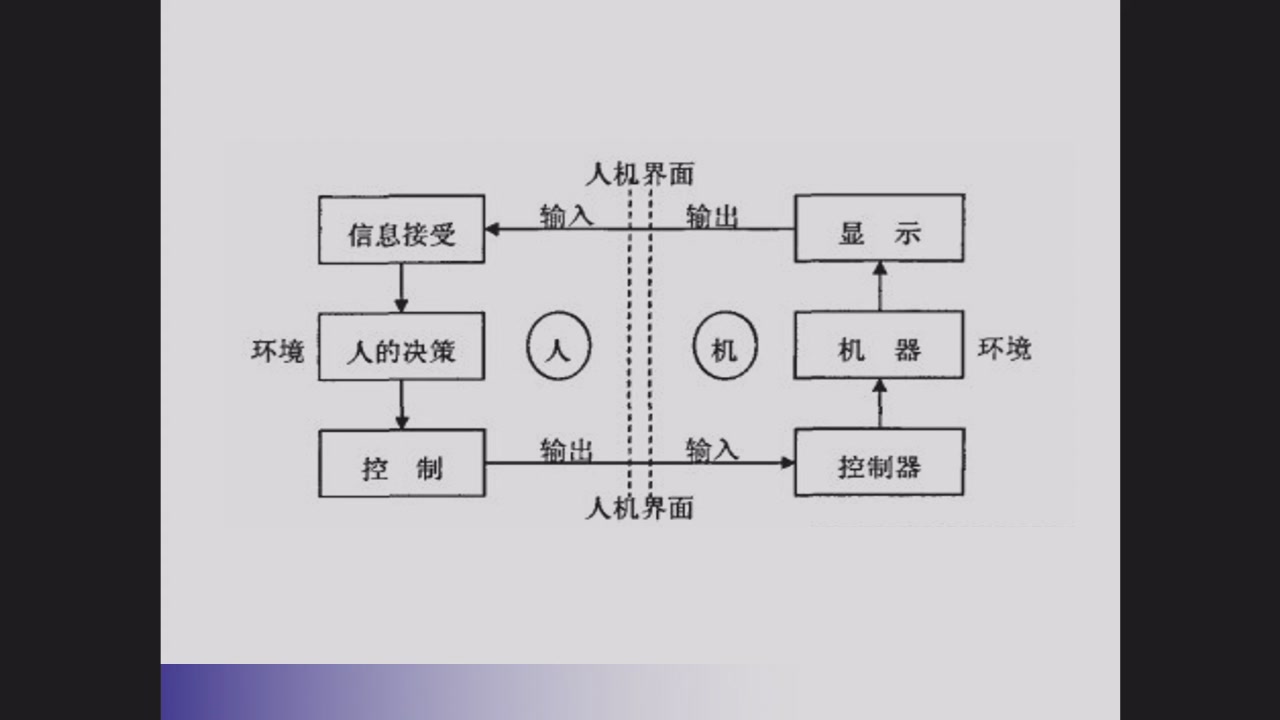 人机界面
输入 输出
信息接受 显 示
环境 人的决策 人 机 机 器 环境
输出 输入
控 制 控制器
人机界面